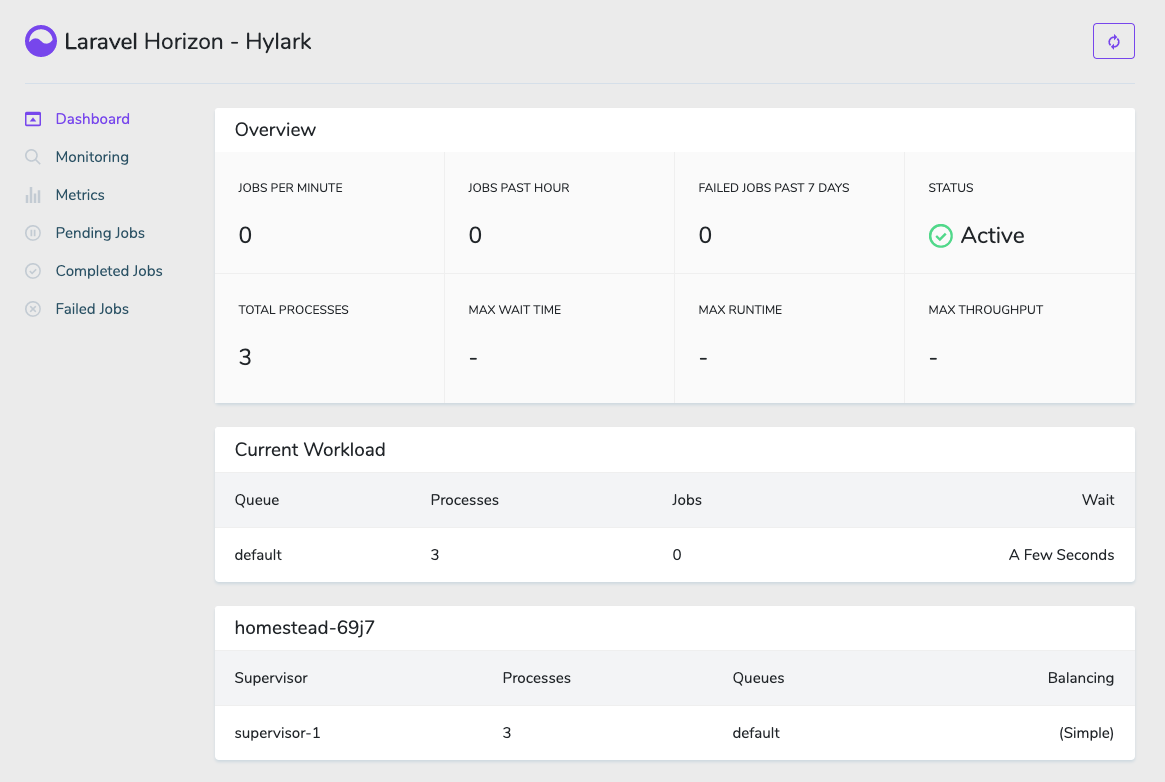 Laravel Horizon - Hylark
Dashboard
Monitoring
Metrics
Pending Jobs
Completed Jobs
Failed Jobs
Overview
JOBS PER MINUTE JOBS PAST HOUR FAILED JOBS PAST 7 DAYS STATUS
0 0 0 Active
TOTAL PROCESSES MAX WAIT TIME MAX RUNTIME MAX THROUGHPUT
3 - - -
Current Workload
Queue Processes Jobs Wait
default 3 0 A Few Seconds
homestead-69j7
Supervisor Processes Queues Balancing
supervisor-1 3 default (Simple)